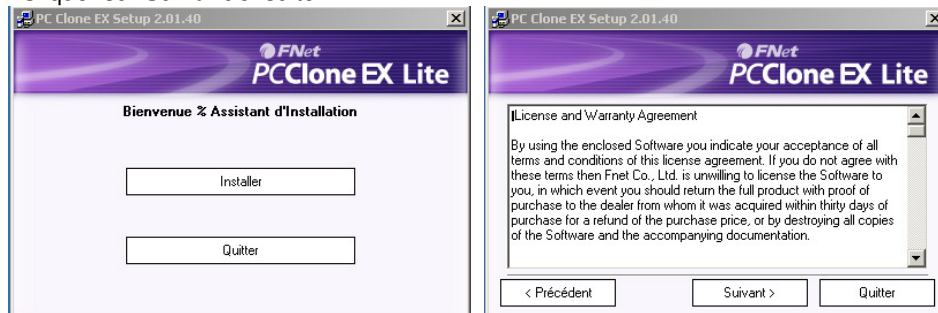 PC Clone EX Setup 2.01.40
FNet
PCClone EX Lite
Bienvenue % Assistant d'Installation
Installer
Quitter
PC Clone EX Setup 2.01.40
FNet
PCClone EX Lite
License and Warranty Agreement
By using the enclosed Software you indicate your acceptance of all
terms and conditions of this license agreement. If you do not agree with
these terms then Fnet Co., Ltd. is unwilling to license the Software to
you, in which event you should return the full product with proof of
purchase to the dealer from whom it was acquired within thirty days of
purchase for a refund of the purchase price, or by destroying all copies
of the Software and the accompanying documentation.
< Précédent
Suivant >
Quitter